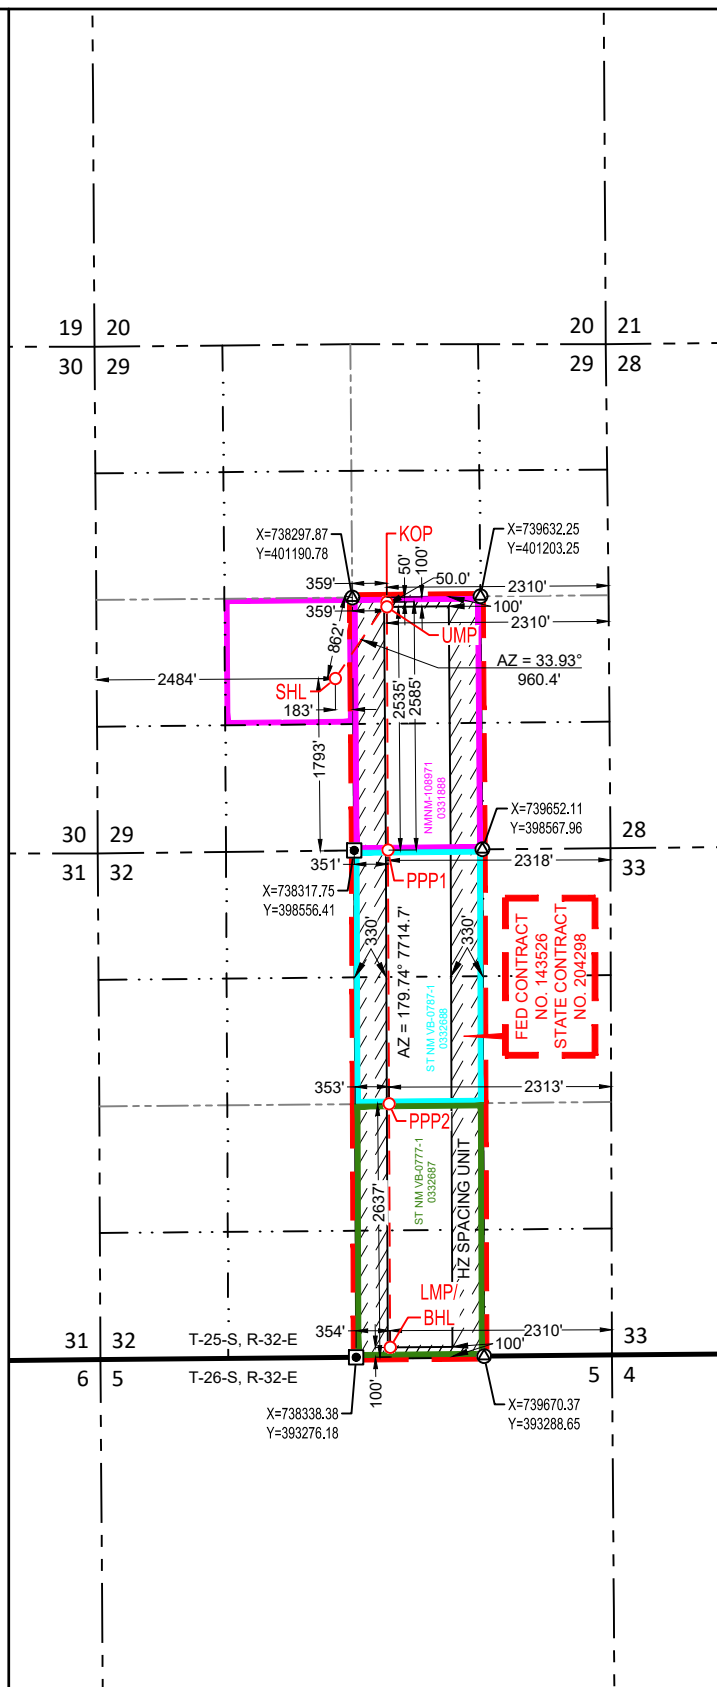 19 20
20 21
30 29
29 28
X=738297.87
Y=401190.78
KOP
X=739632.25
Y=401203.25
50'
100'
359'
50.0'
2310'
359'
100'
2310'
862'
UMP
AZ = 33.93°
960.4'
2484'
SHL
183'
1793'
2535'
2585'
NMNM-108971
0331888
X=739652.11
Y=398567.96
30 29
28
31 32
33
351'
2318'
PPP1
X=738317.75
Y=398556.41
330'
330'
AZ = 179.74° 7714.7'
ST NM VB-0787-1
0332688
FED CONTRACT
NO. 143526
STATE CONTRACT
NO. 204298
353'
2313'
PPP2
ST NM VB-0777-1
0332687
2637'
HZ SPACING UNIT
LMP/
BHL
354'
2310'
100'
31 32
33
T-25-S, R-32-E
T-26-S, R-32-E
6 5
5 4
100'
X=738338.38
Y=393276.18
X=739670.37
Y=393288.65